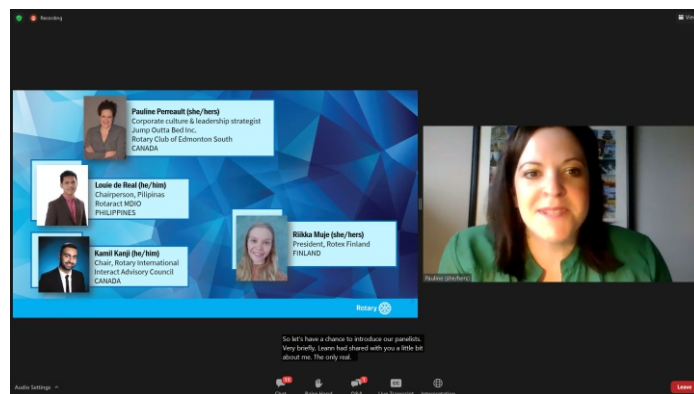 Recording
View
Pauline Perreault (she/hers)
Corporate culture & leadership strategist
Jump Outta Bed Inc.
Rotary Club of Edmonton South
CANADA
Louie de Real (he/him)
Chairperson, Pilipinas
Rotaract MDIO
PHILIPPINES
Riikka Muje (she/hers)
President, Rotex Finland
FINLAND
Kamil Kanji (he/him)
Chair, Rotary International
Interact Advisory Council
CANADA
Rotary
Pauline (she/hers)
So let's have a chance to introduce our panelists.
Very briefly, Leann had shared with you a little bit
about me. The only real.
Audio Settings
Chat
Raise Hand
Q&A
Live Transcript
Interpretation
Leave